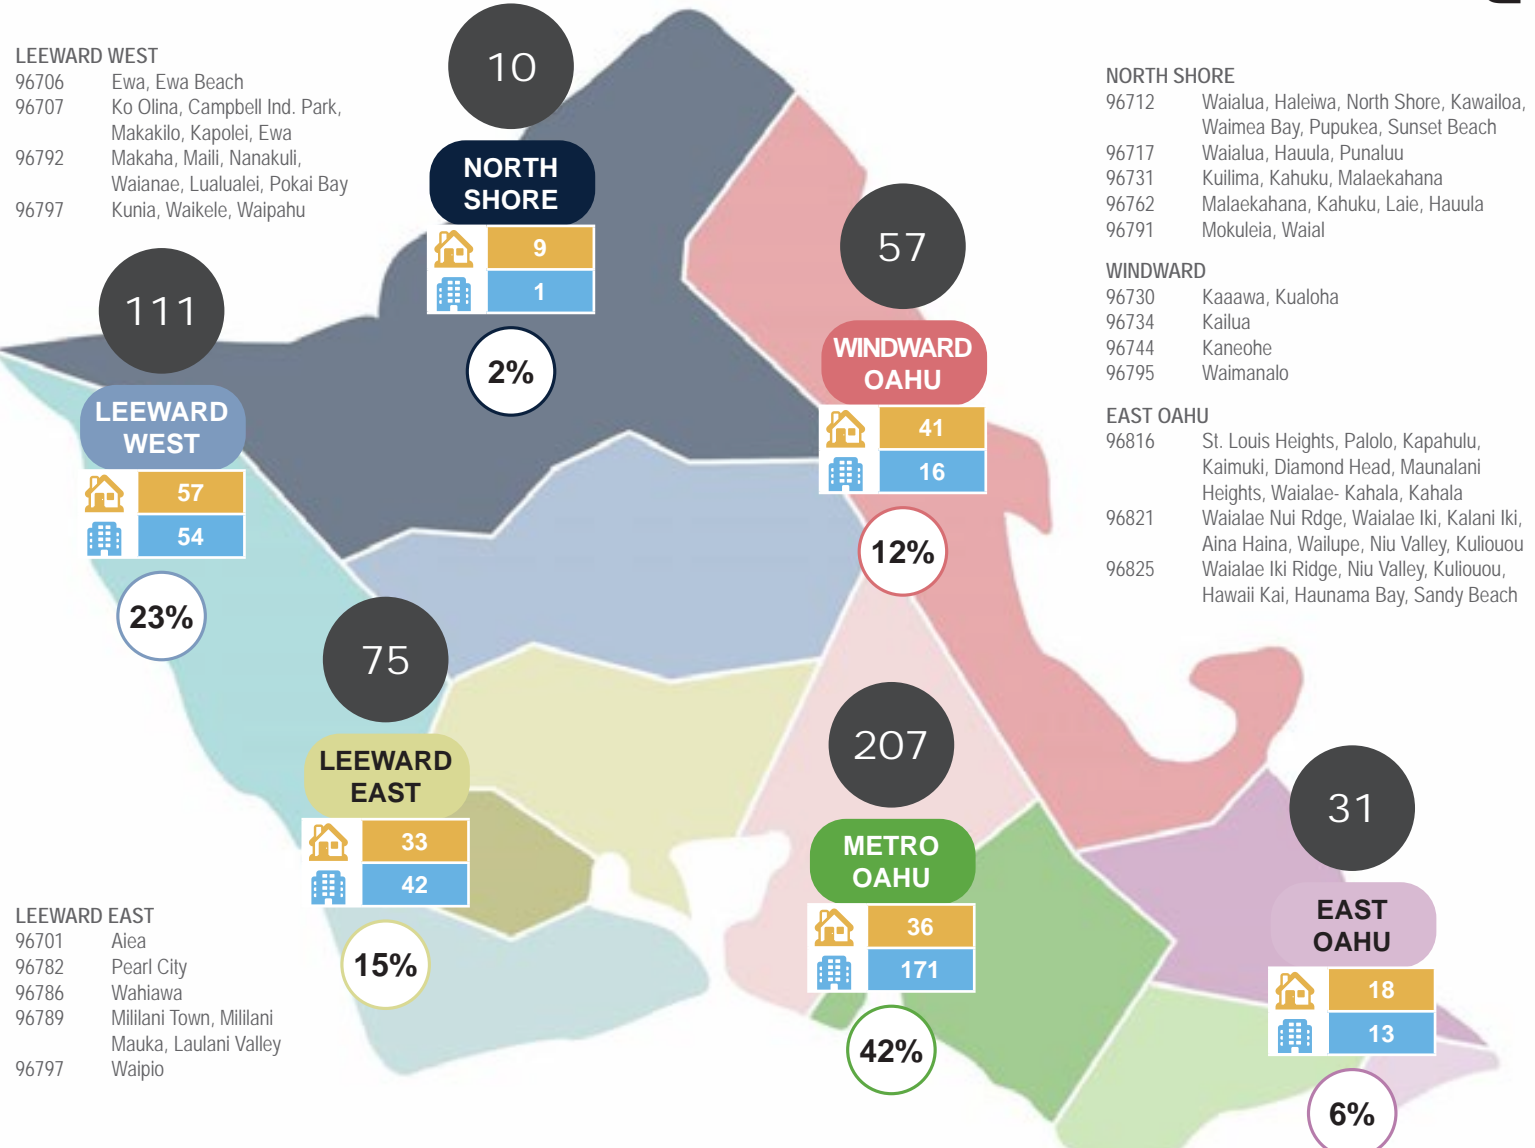 LEEWARD WEST
96706 Ewa, Ewa Beach
96707 Ko Olina, Campbell Ind. Park,
Makakilo, Kapolei, Ewa
96792 Makaha, Maili, Nanakuli,
Waianae, Lualualei, Pokai Bay
96797 Kunia, Waikele, Waipahu
111
LEEWARD
WEST
57
54
23%
10
NORTH
SHORE
9
1
2%
57
WINDWARD
OAHU
41
16
12%
NORTH SHORE
96712 Waialua, Haleiwa, North Shore, Kawailoa,
Waimea Bay, Pupukea, Sunset Beach
96717 Waialua, Hauula, Punaluu
96731 Kuilima, Kahuku, Malaekahana
96762 Malaekahana, Kahuku, Laie, Hauula
96791 Mokuleia, Waial
WINDWARD
96730 Kaaawa, Kualoha
96734 Kailua
96744 Kaneohe
96795 Waimanalo
EAST OAHU
96816 St. Louis Heights, Palolo, Kapahulu,
Kaimuki, Diamond Head, Maunalani
Heights, Waialae- Kahala, Kahala
96821 Waialae Nui Rdge, Waialae Iki, Kalani Iki,
Aina Haina, Wailupe, Niu Valley, Kuliouou
96825 Waialae Iki Ridge, Niu Valley, Kuliouou,
Hawaii Kai, Haunama Bay, Sandy Beach
75
LEEWARD
EAST
33
42
15%
207
METRO
OAHU
36
171
42%
31
EAST
OAHU
18
13
6%
LEEWARD EAST
96701 Aiea
96782 Pearl City
96786 Wahiawa
96789 Mililani Town, Mililani
Mauka, Laulani Valley
96797 Waipio